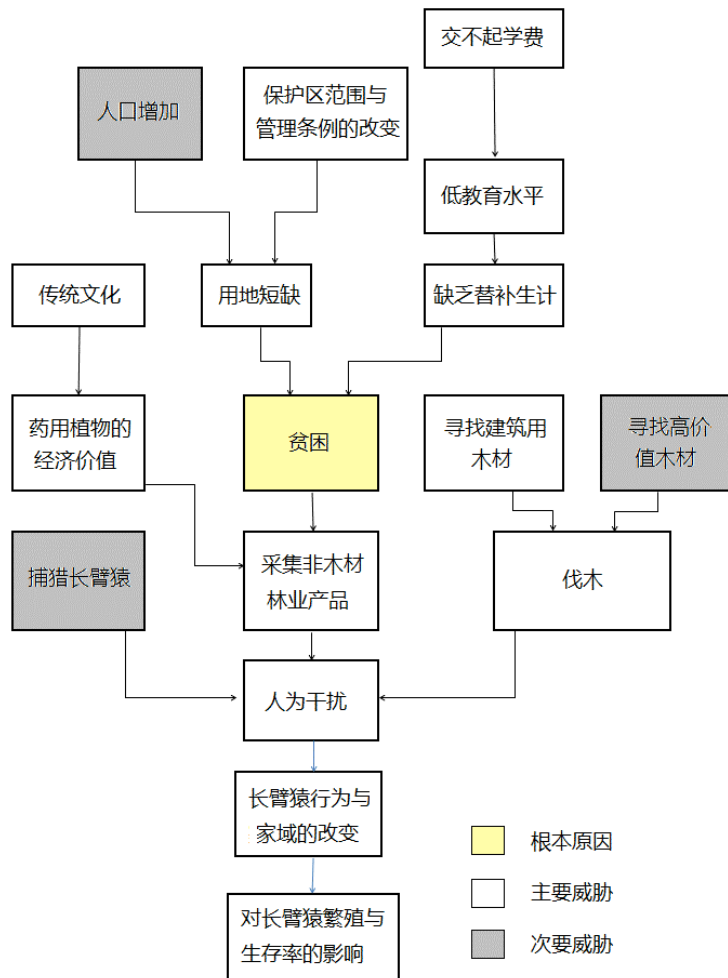 交不起学费
人口增加
保护区范围与
管理条例的改变
低教育水平
传统文化
用地短缺
缺乏替补生计
药用植物的
经济价值
贫困
寻找建筑用
木材
寻找高价
值木材
捕猎长臂猿
采集非木材
林业产品
伐木
人为干扰
长臂猿行为与
家域的改变
对长臂猿繁殖与
生存率的影响
根本原因
主要威胁
次要威胁